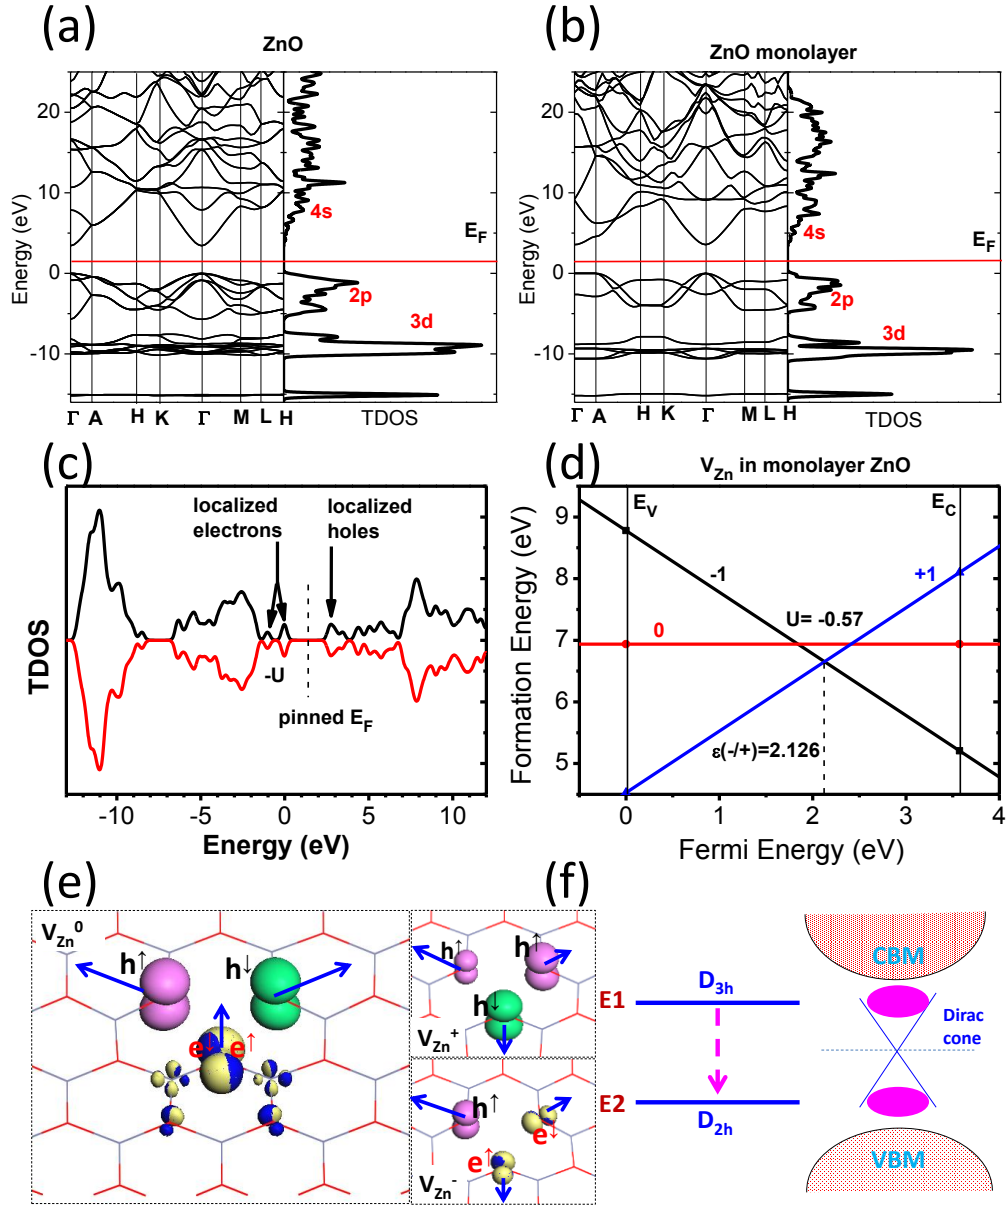 (a)
ZnO
Energy (eV)
20
10
0
-10
4s
E_F
2p
3d
Γ A H K Γ M L H
TDOS
(b)
ZnO monolayer
Energy (eV)
20
10
0
-10
4s
E_F
2p
3d
Γ A H K Γ M L H
TDOS
(c)
TDOS
localized
electrons
localized
holes
-U
pinned E_F
-10 -5 0 5 10
Energy (eV)
(d)
V_Zn in monolayer ZnO
Formation Energy (eV)
9
8
7
6
5
E_V
E_C
-1
+1
0
U= -0.57
ε(-/+)=2.126
0 1 2 3 4
Fermi Energy (eV)
(e)
V_Zn^0
h↑
h↓
e↓ e↑
h↑
h↑
h↓
V_Zn^+
h↑
e↓
e↑
V_Zn^-
(f)
CBM
E1
D_3h
Dirac
cone
E2
D_2h
VBM